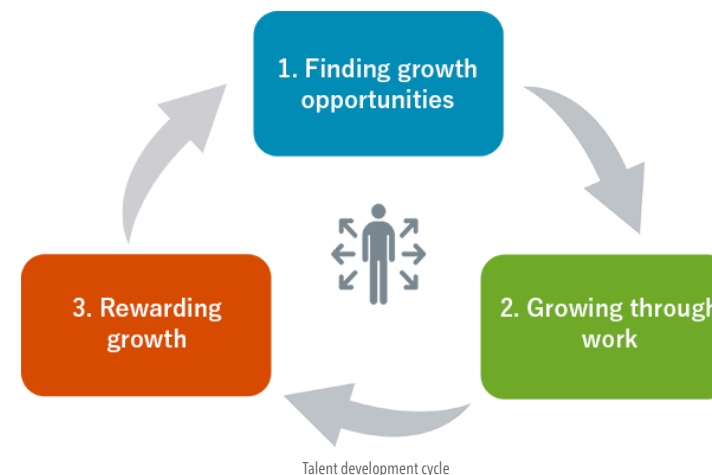 1. Finding growth
opportunities
3. Rewarding
growth
2. Growing through
work
Talent development cycle